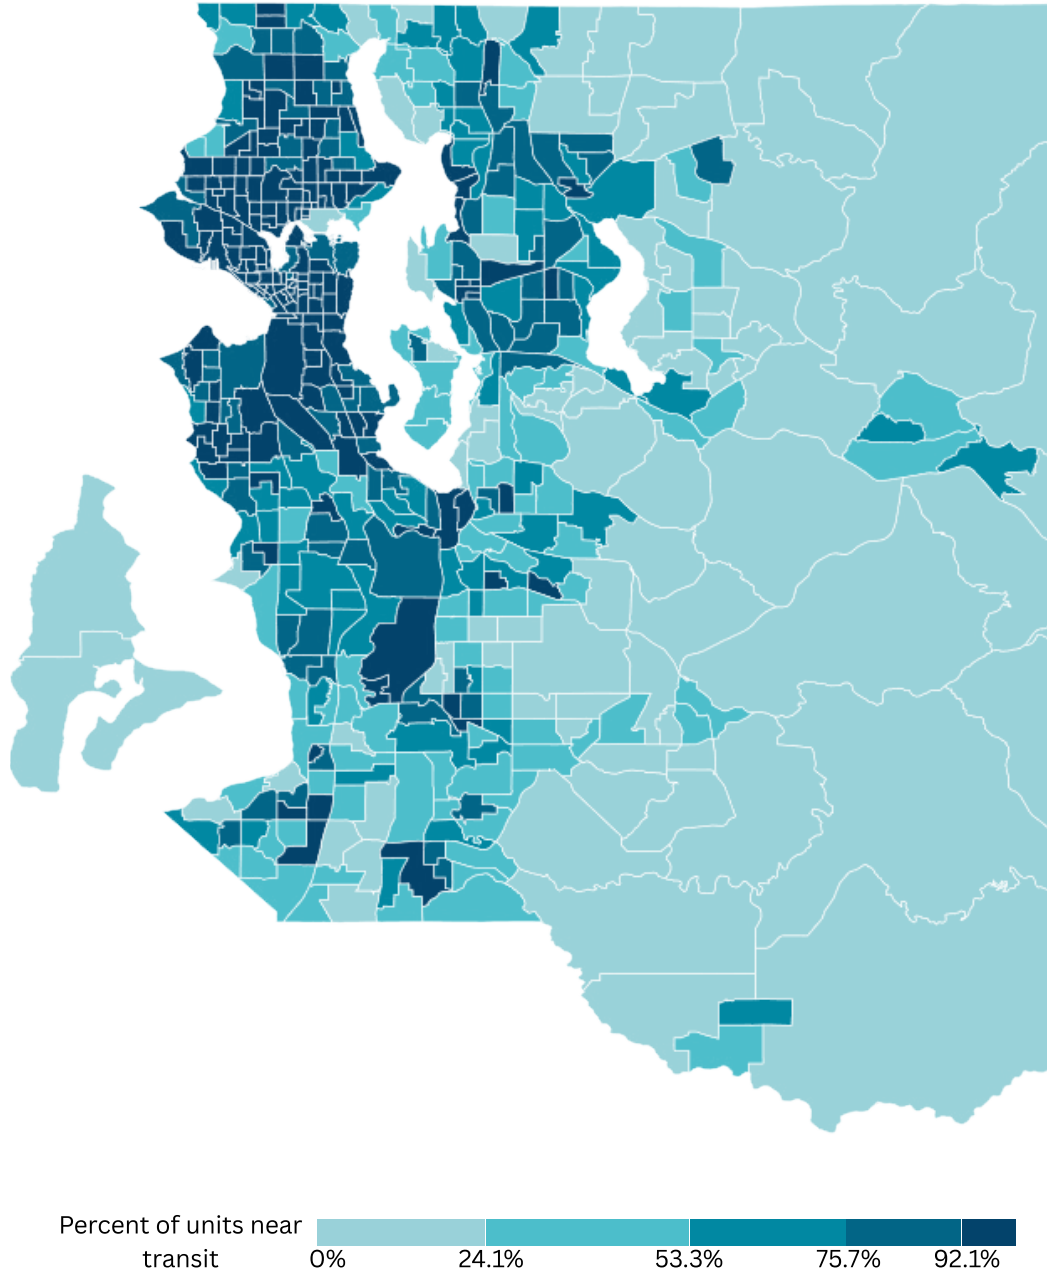 Percent of units near
transit
0%
24.1%
53.3%
75.7%
92.1%